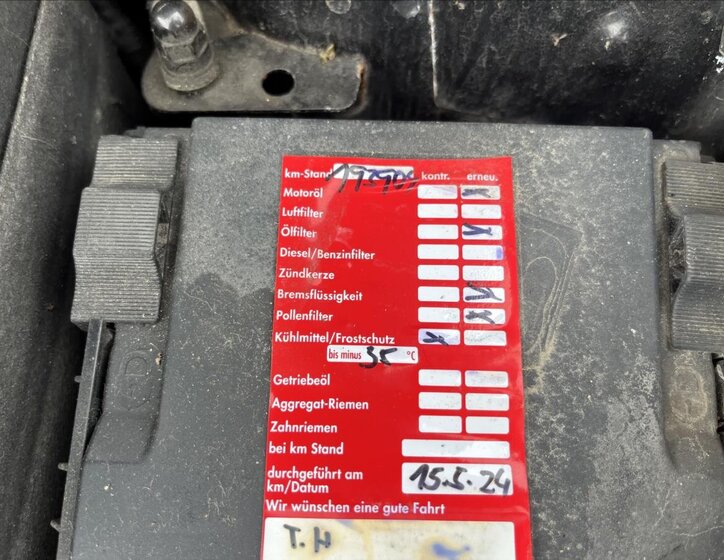 km-Stand 193904 kontr. erneu.
Motoröl x
Luftfilter
Ölfilter x
Diesel/Benzinfilter
Zündkerze
Bremsflüssigkeit x
Pollenfilter x
Kühlmittel/Frostschutz x
bis minus 35 °C
Getriebeöl
Aggregat-Riemen
Zahnriemen
bei km Stand
durchgeführt am
km/Datum 15.5.24
Wir wünschen eine gute Fahrt
T.H